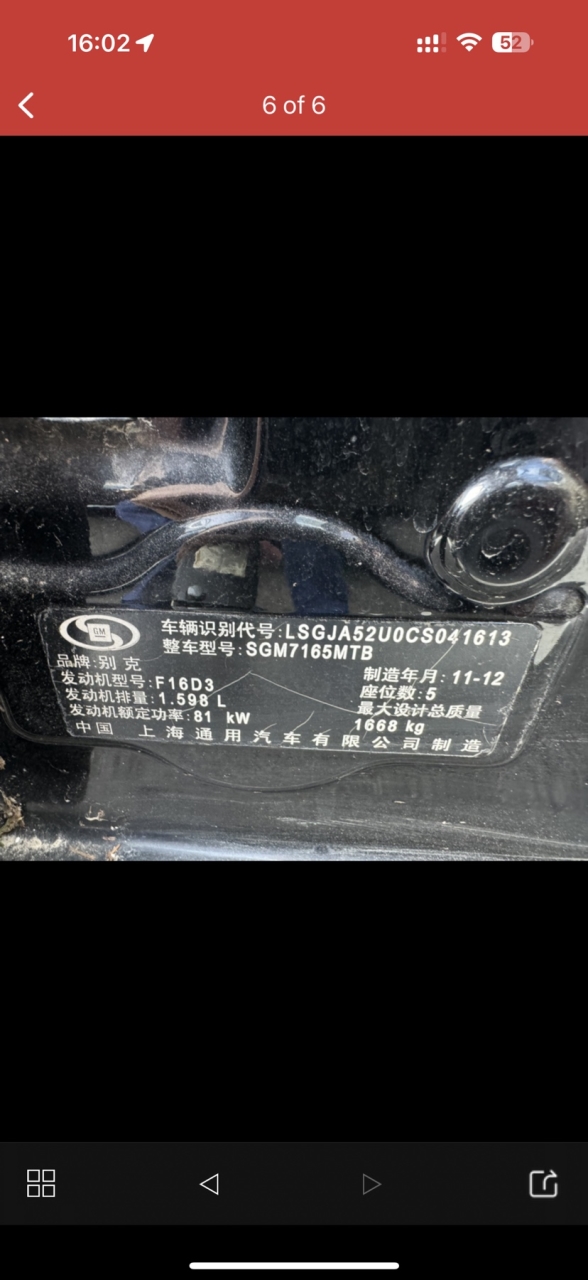 16:02
52
6 of 6
GM
车辆识别代号:LSGJA52U0CS041613
整车型号:SGM7165MTB
品牌:别 克
制造年月:11-12
发动机型号:F16D3
座位数:5
发动机排量:1.598 L
最大设计总质量
发动机额定功率:81 kW
1668 kg
中国 上海通用汽车有限公司制造